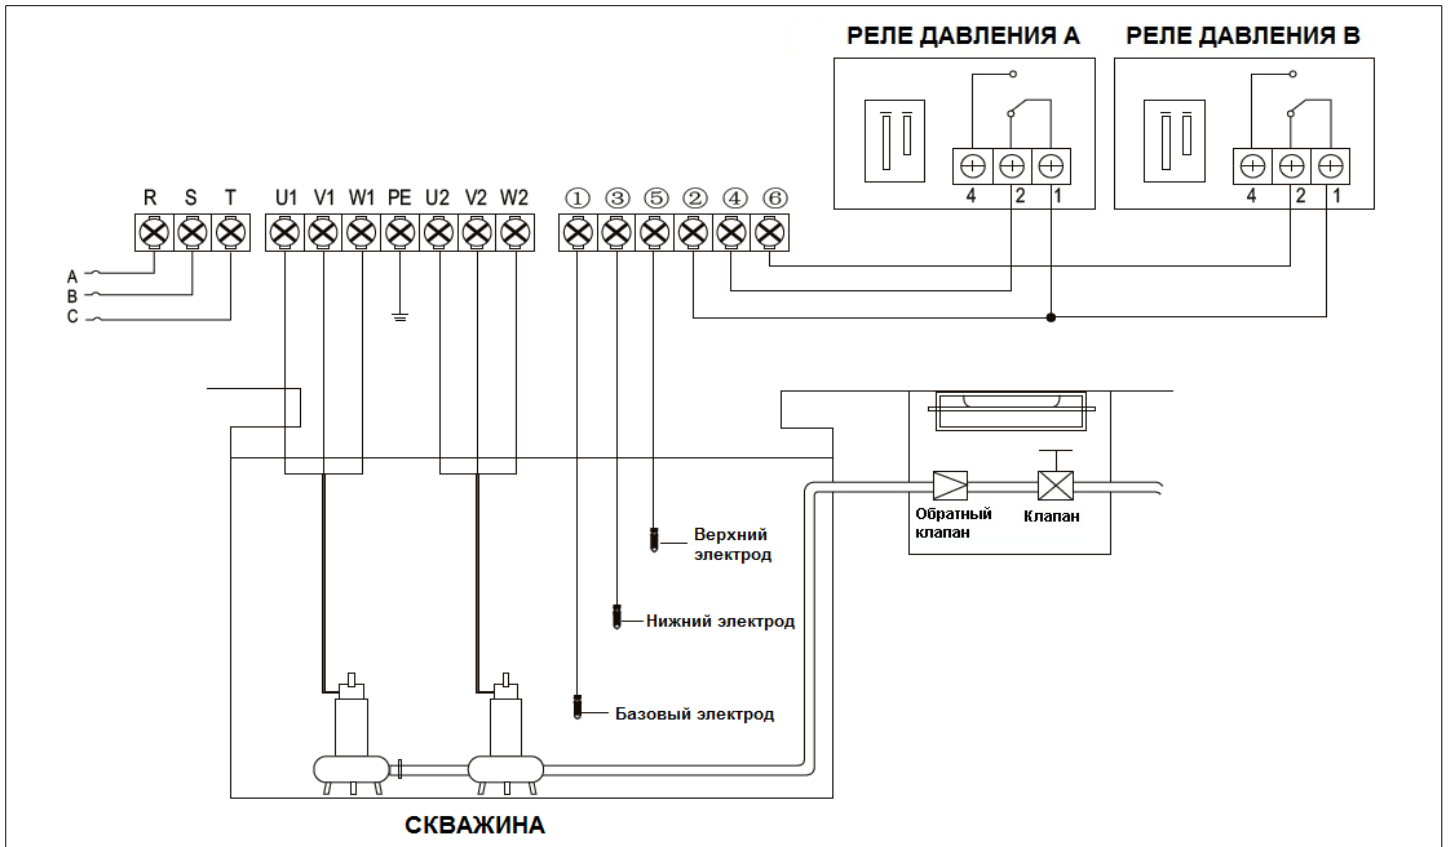 РЕЛЕ ДАВЛЕНИЯ А РЕЛЕ ДАВЛЕНИЯ В
4 2 1 4 2 1
R S T U1 V1 W1 PE U2 V2 W2 ① ③ ⑤ ② ④ ⑥
A
B
C
Обратный
клапан
Клапан
Верхний
электрод
Нижний электрод
Базовый электрод
СКВАЖИНА